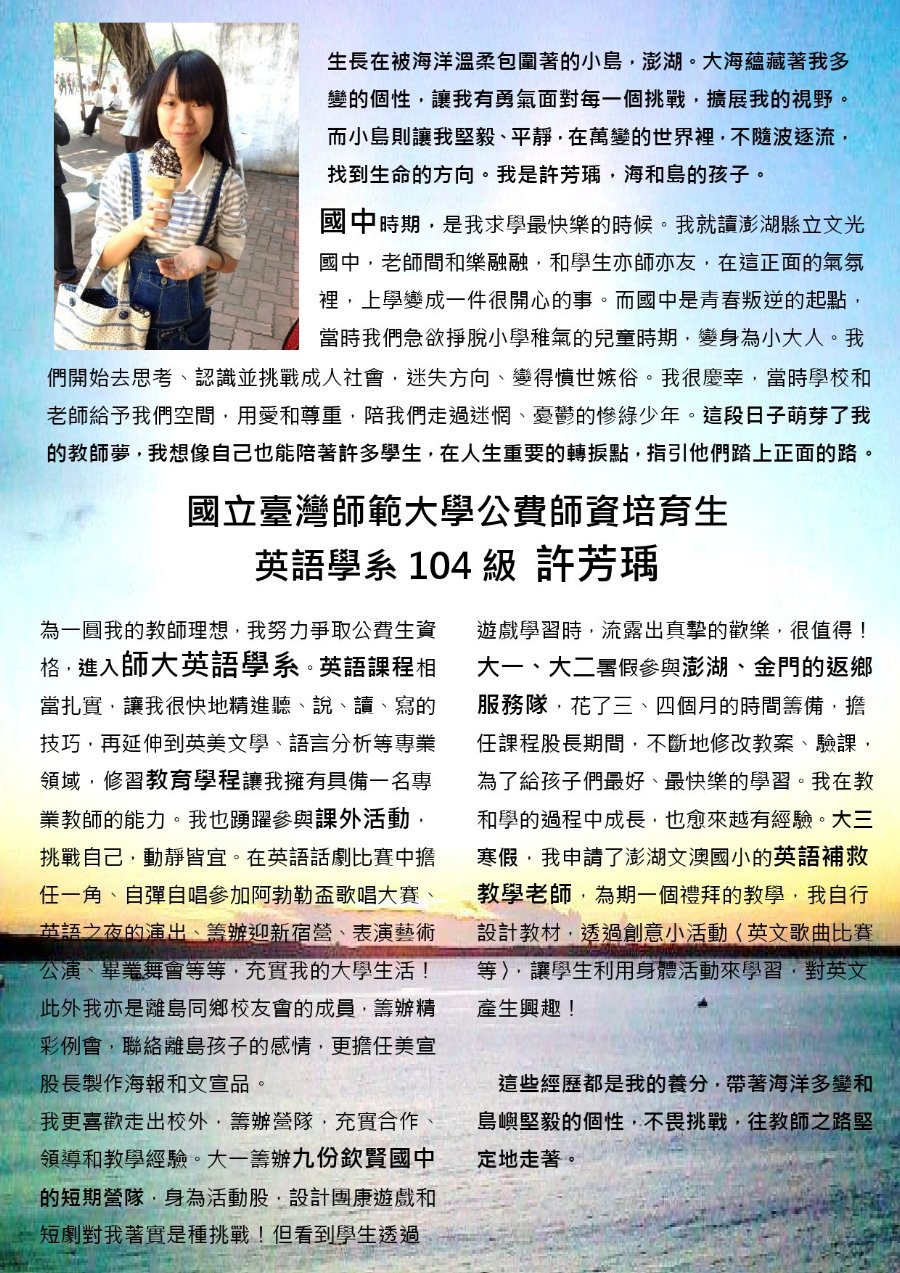 生長在被海洋溫柔包圍著的小島，澎湖。大海蘊藏著我多
變的個性，讓我有勇氣面對每一個挑戰，擴展我的視野。
而小島則讓我堅毅、平靜，在萬變的世界裡，不隨波逐流，
找到生命的方向。我是許芳瑀，海和島的孩子。
國中時期，是我求學最快樂的時候。我就讀澎湖縣立文光
國中，老師間和樂融融，和學生亦師亦友，在這正面的氣氛
裡，上學變成一件很開心的事。而國中是青春叛逆的起點，
當時我們急欲掙脫小學稚氣的兒童時期，變身為小大人。我
們開始去思考、認識並挑戰成人社會，迷失方向、變得憤世嫉俗。我很慶幸，當時學校和
老師給予我們空間，用愛和尊重，陪我們走過迷惘、憂鬱的慘綠少年。這段日子萌芽了我
的教師夢，我想像自己也能陪著許多學生，在人生重要的轉捩點，指引他們踏上正面的路。
國立臺灣師範大學公費師資培育生
英語學系 104 級 許芳瑀
為一圓我的教師理想，我努力爭取公費生資
格，進入師大英語學系。英語課程相
當扎實，讓我很快地精進聽、說、讀、寫的
技巧，再延伸到英美文學、語言分析等專業
領域，修習教育學程讓我擁有具備一名專
業教師的能力。我也踴躍參與課外活動，
挑戰自己，動靜皆宜。在英語話劇比賽中擔
任一角、自彈自唱參加阿勃勒盃歌唱大賽、
英語之夜的演出、籌辦迎新宿營、表演藝術
公演、畢業舞會等等，充實我的大學生活！
此外我亦是離島同鄉校友會的成員，籌辦精
彩例會，聯絡離島孩子的感情，更擔任美宣
股長製作海報和文宣品。
我更喜歡走出校外，籌辦營隊，充實合作、
領導和教學經驗。大一籌辦九份欽賢國中
的短期營隊，身為活動股，設計團康遊戲和
短劇對我著實是種挑戰！但看到學生透過
遊戲學習時，流露出真摯的歡樂，很值得！
大一、大二暑假參與澎湖、金門的返鄉
服務隊，花了三、四個月的時間籌備，擔
任課程股長期間，不斷地修改教案、驗課，
為了給孩子們最好、最快樂的學習。我在教
和學的過程中成長，也愈來越有經驗。大三
寒假，我申請了澎湖文澳國小的英語補救
教學老師，為期一個禮拜的教學，我自行
設計教材，透過創意小活動〈英文歌曲比賽
等〉，讓學生利用身體活動來學習，對英文
產生興趣！
這些經歷都是我的養分，帶著海洋多變和
島嶼堅毅的個性，不畏挑戰，往教師之路堅
定地走著。